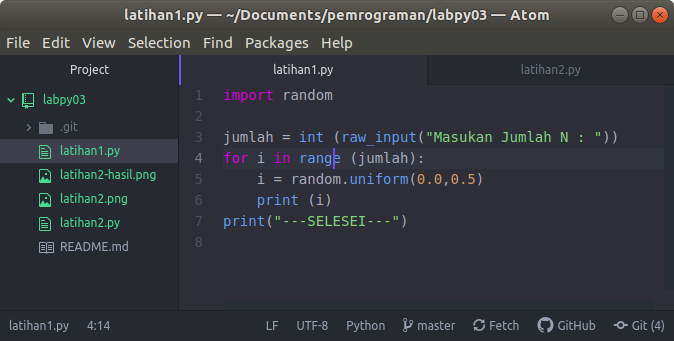 latihan1.py — ~/Documents/pemrograman/labpy03 — Atom
File Edit View Selection Find Packages Help
Project
labpy03
.git
latihan1.py
latihan2-hasil.png
latihan2.png
latihan2.py
README.md
latihan1.py latihan2.py
1 import random
2
3 jumlah = int (raw_input("Masukan Jumlah N : "))
4 for i in range (jumlah):
5 i = random.uniform(0.0,0.5)
6 print (i)
7 print("---SELESEI---")
8
latihan1.py 4:14 LF UTF-8 Python master Fetch GitHub Git (4)